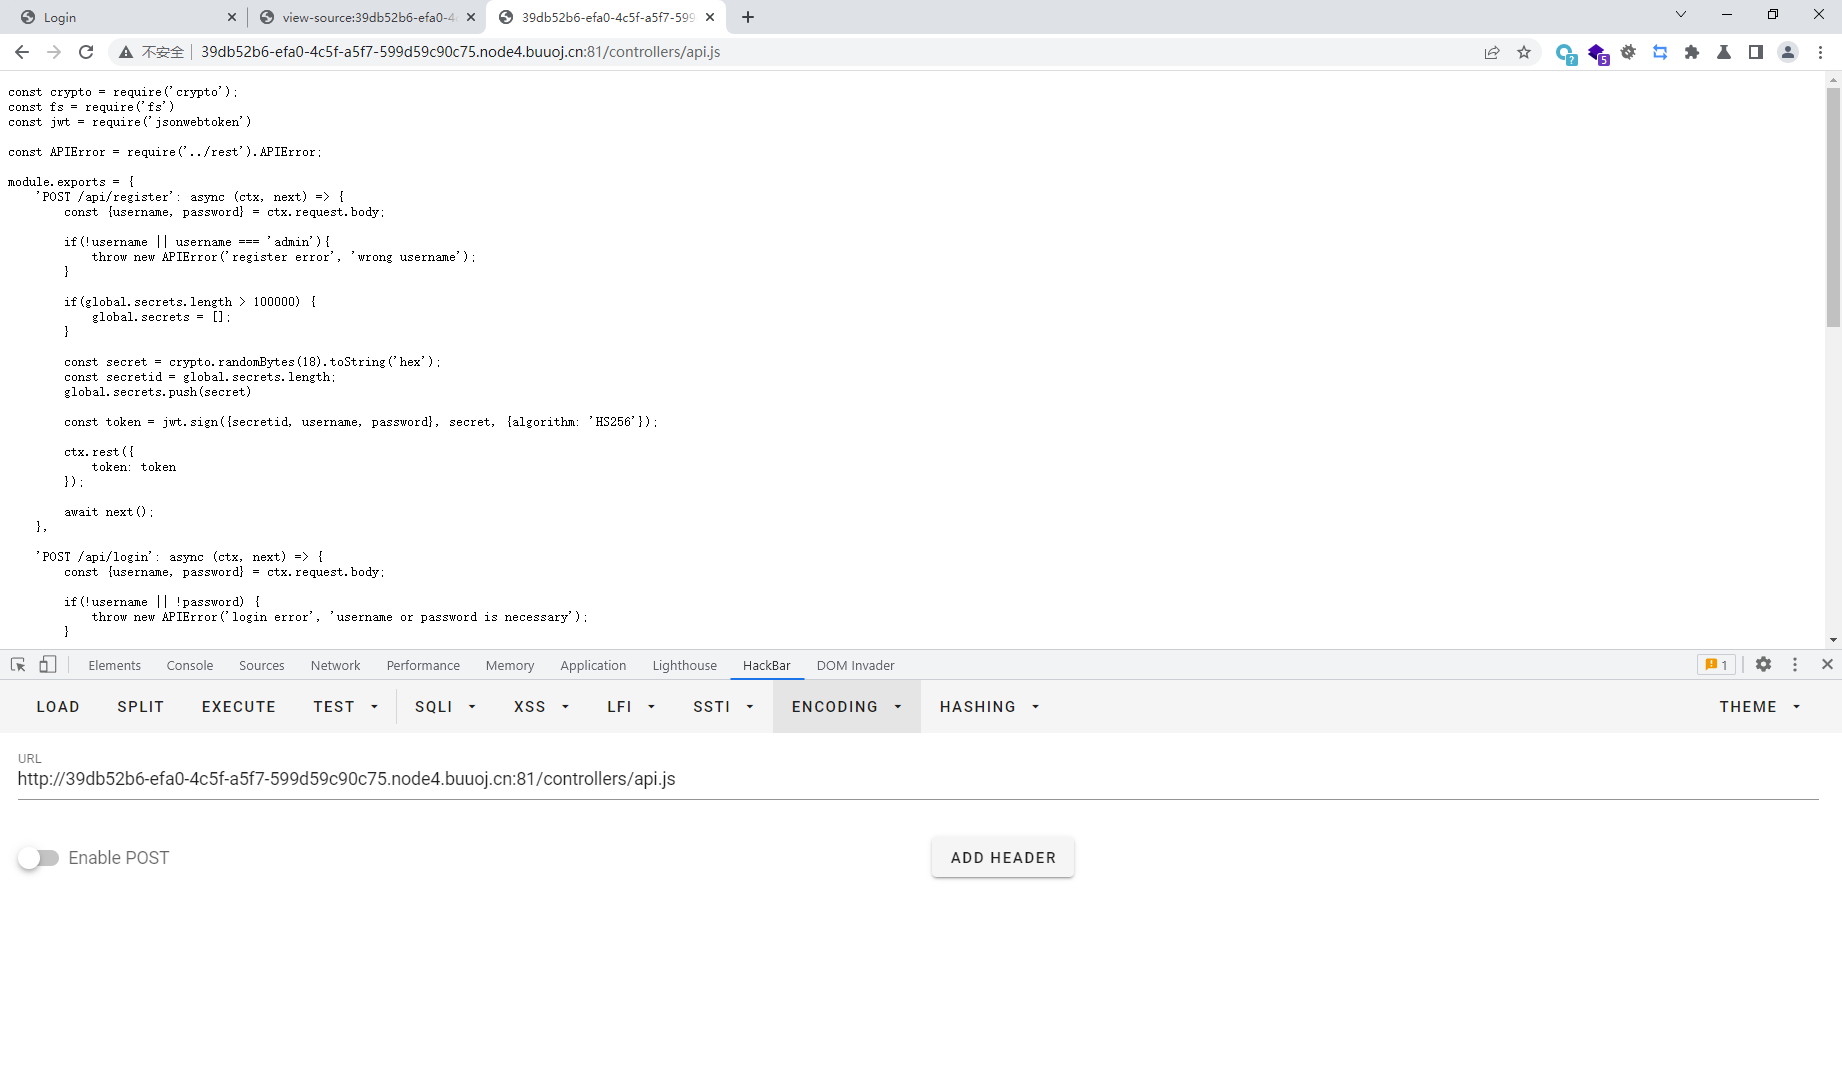 Login
view-source:39db52b6-efa0-4
39db52b6-efa0-4c5f-a5f7-599
不安全
39db52b6-efa0-4c5f-a5f7-599d59c90c75.node4.buuoj.cn:81/controllers/api.js
?
5
const crypto = require('crypto');
const fs = require('fs')
const jwt = require('jsonwebtoken')
const APIError = require('../rest').APIError;
module.exports = {
    'POST /api/register': async (ctx, next) => {
        const {username, password} = ctx.request.body;
        if(!username || username === 'admin'){
            throw new APIError('register error', 'wrong username');
        }
        if(global.secrets.length > 100000) {
            global.secrets = [];
        }
        const secret = crypto.randomBytes(18).toString('hex');
        const secretid = global.secrets.length;
        global.secrets.push(secret)
        const token = jwt.sign({secretid, username, password}, secret, {algorithm: 'HS256'});
        ctx.rest({
            token: token
        });
        await next();
    },
    'POST /api/login': async (ctx, next) => {
        const {username, password} = ctx.request.body;
        if(!username || !password) {
            throw new APIError('login error', 'username or password is necessary');
        }
Elements Console Sources Network Performance Memory Application Lighthouse HackBar DOM Invader 1
LOAD SPLIT EXECUTE TEST SQLI XSS LFI SSTI ENCODING HASHING THEME
URL
http://39db52b6-efa0-4c5f-a5f7-599d59c90c75.node4.buuoj.cn:81/controllers/api.js
Enable POST
ADD HEADER